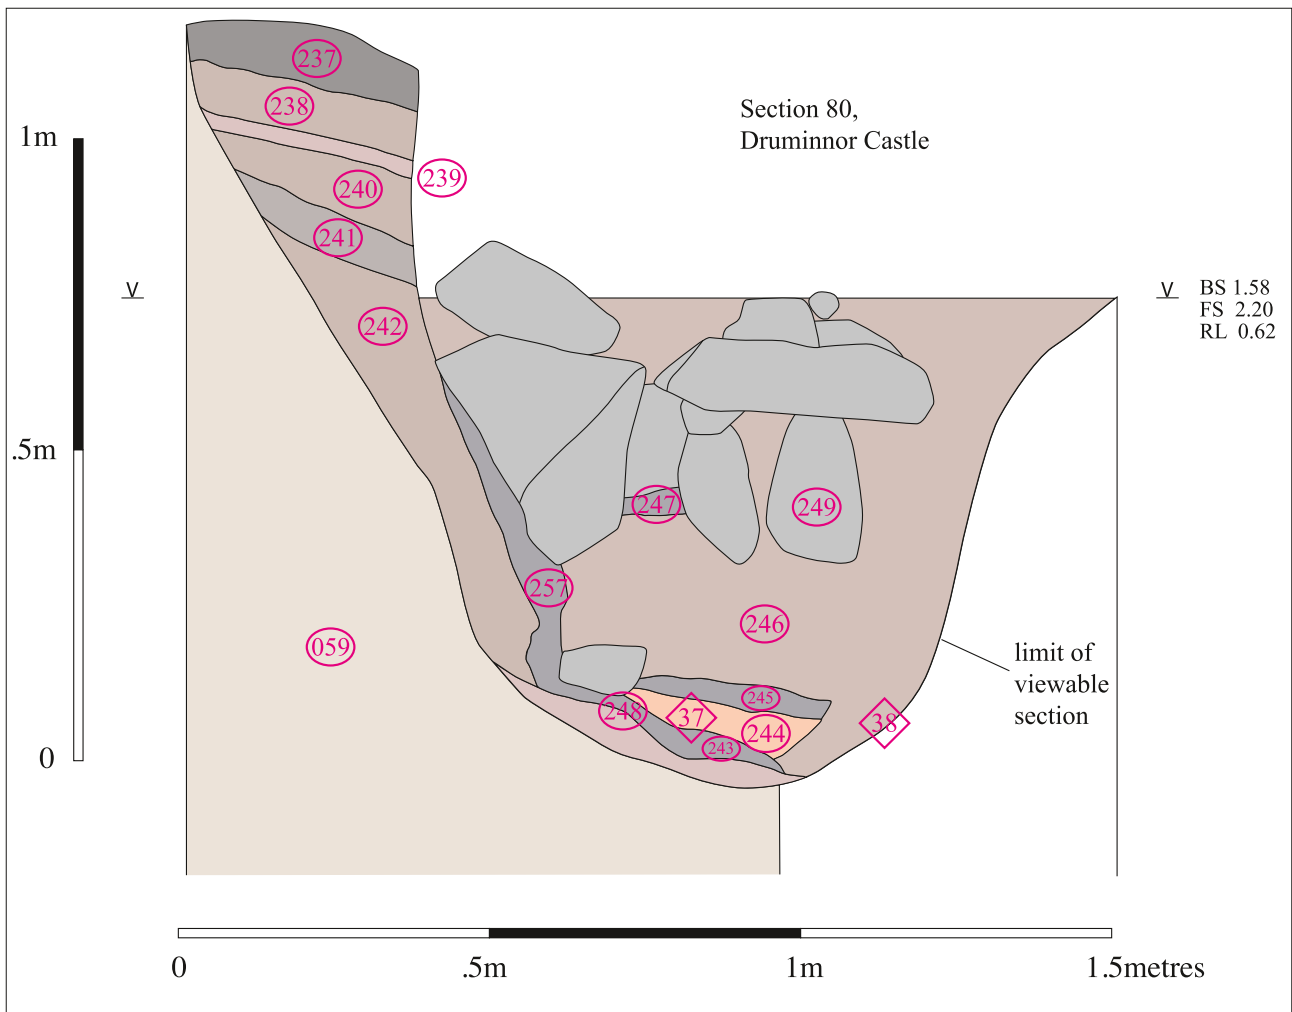 237
238
Section 80,
Druminnor Castle
1m
239
240
241
V
V
BS 1.58
FS 2.20
RL 0.62
242
.5m
247
249
257
246
059
limit of
viewable
section
245
248
37
38
244
243
0
0
.5m
1m
1.5metres